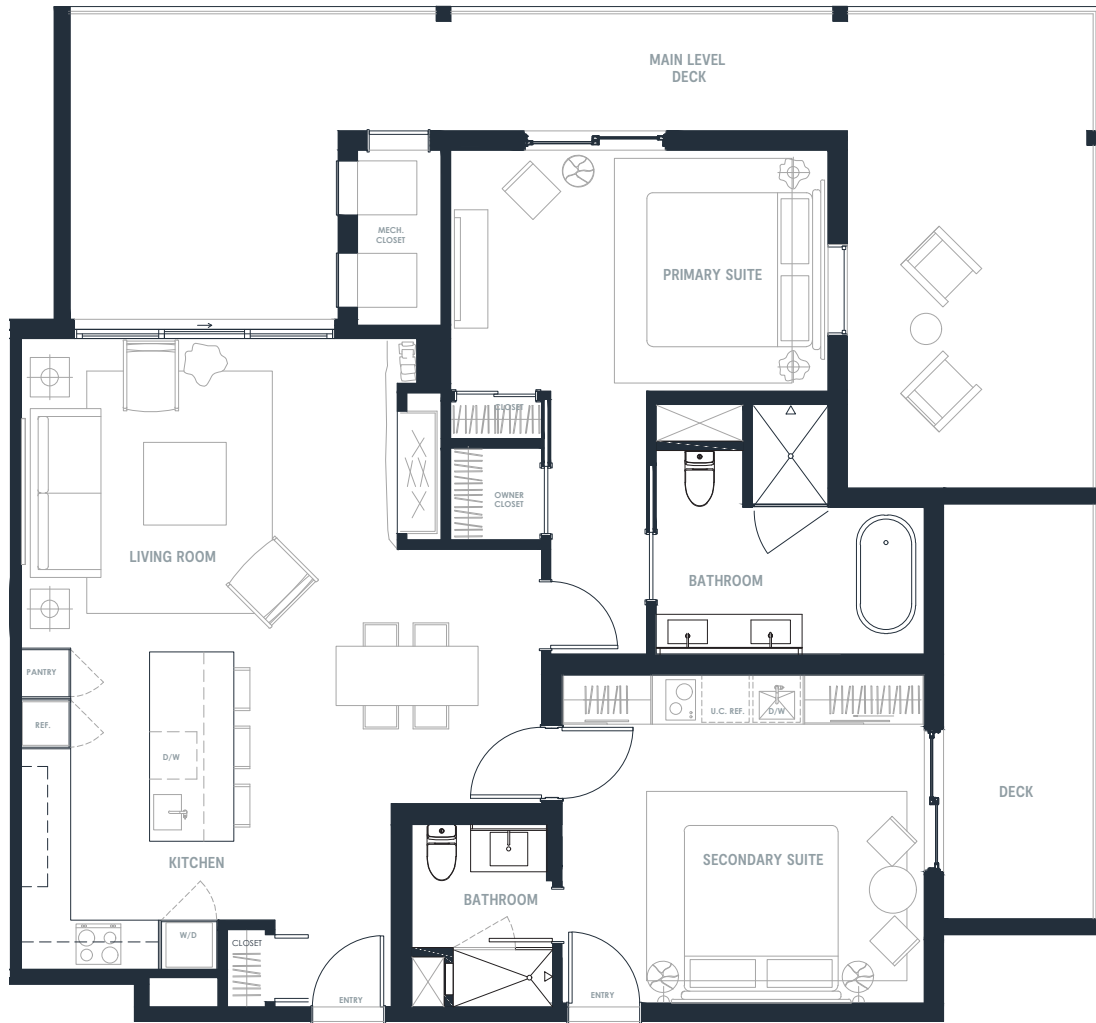 MAIN LEVEL
DECK
MECH.
CLOSET
PRIMARY SUITE
CLOSET
OWNER
CLOSET
LIVING ROOM
BATHROOM
PANTRY
REF.
U.C. REF.
D/W
D/W
DECK
KITCHEN
SECONDARY SUITE
BATHROOM
W/D
CLOSET
ENTRY
ENTRY